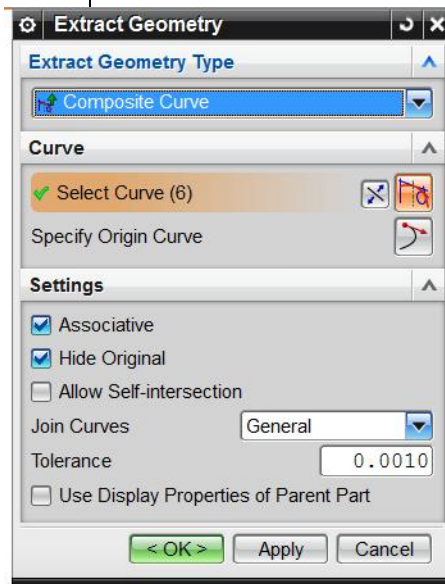 Extract Geometry
Extract Geometry Type
Composite Curve
Curve
Select Curve (6)
Specify Origin Curve
Settings
Associative
Hide Original
Allow Self-intersection
Join Curves General
Tolerance 0.0010
Use Display Properties of Parent Part
< OK > Apply Cancel